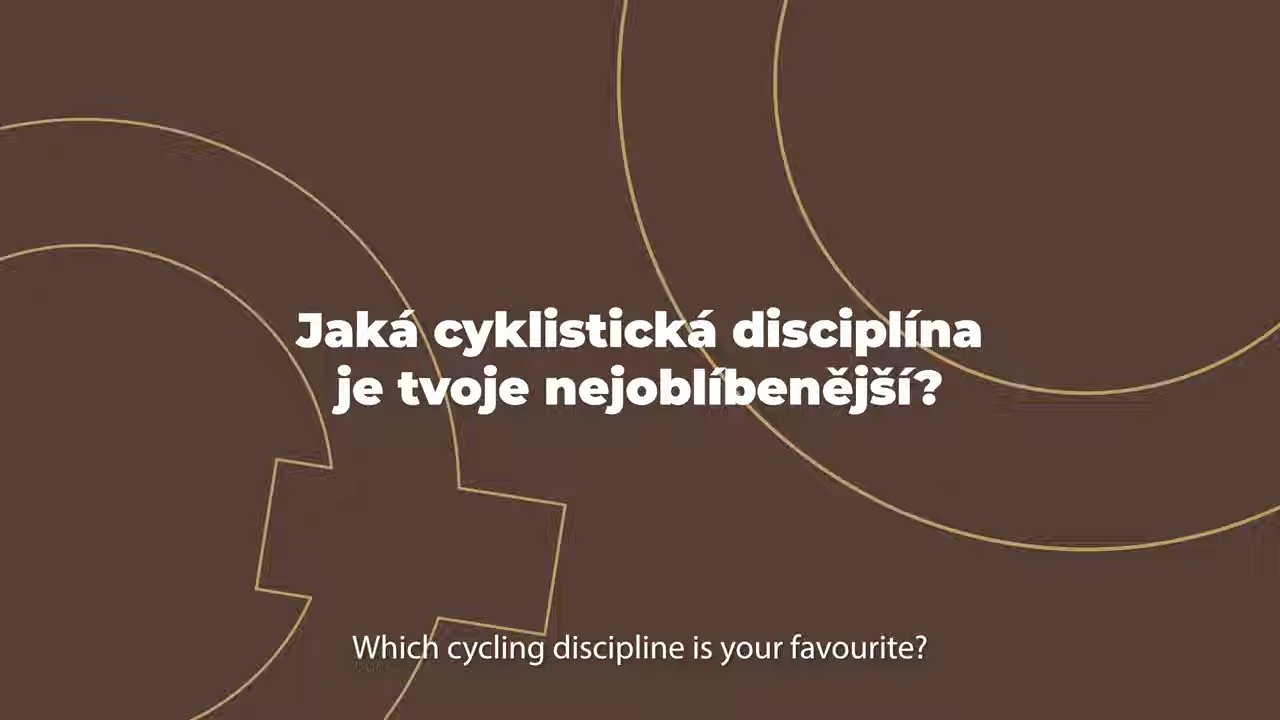 Jaká cyklistická disciplína
je tvoje nejoblíbenější?
Which cycling discipline is your favourite?